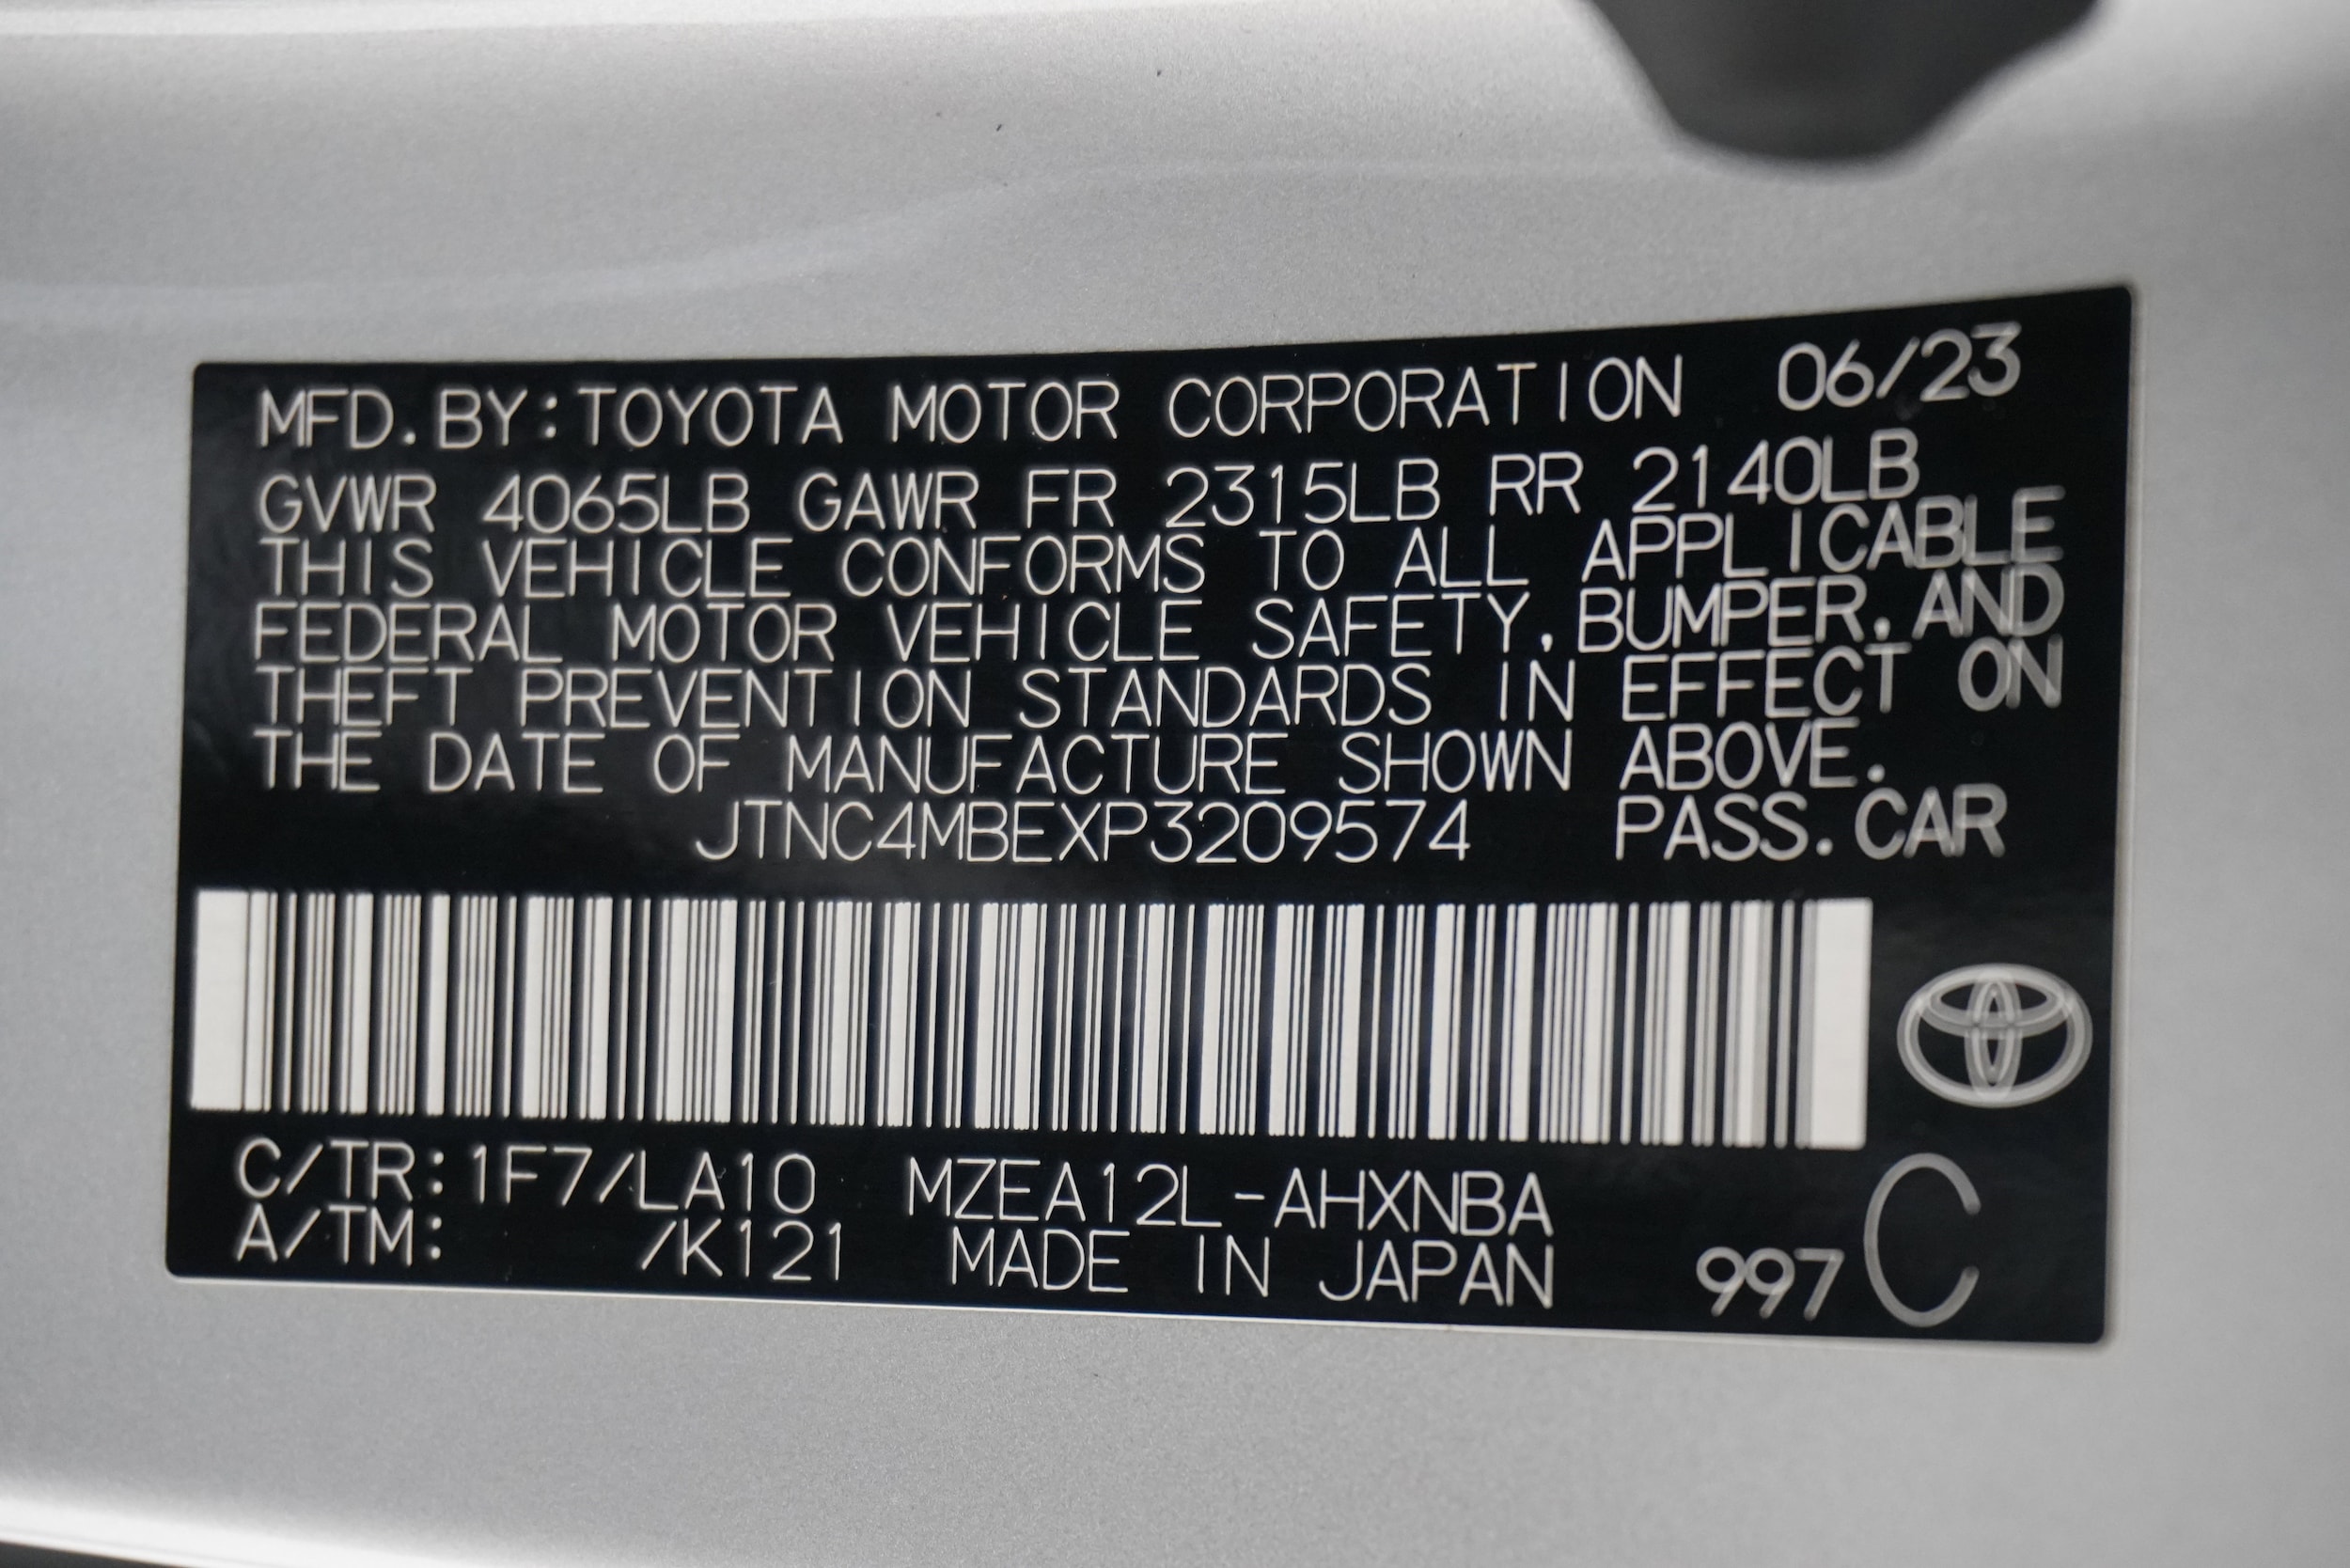 MFD.BY:TOYOTA MOTOR CORPORATION 06/23
GVWR 4065LB GAWR FR 2315LB RR 2140LB
THIS VEHICLE CONFORMS TO ALL APPLICABLE
FEDERAL MOTOR VEHICLE SAFETY,BUMPER,AND
THEFT PREVENTION STANDARDS IN EFFECT ON
THE DATE OF MANUFACTURE SHOWN ABOVE.
JTNC4MBEXP3209574 PASS.CAR
C/TR:1F7/LA10 MZEA12L-AHXNBA
A/TM: /K121 MADE IN JAPAN 997 C